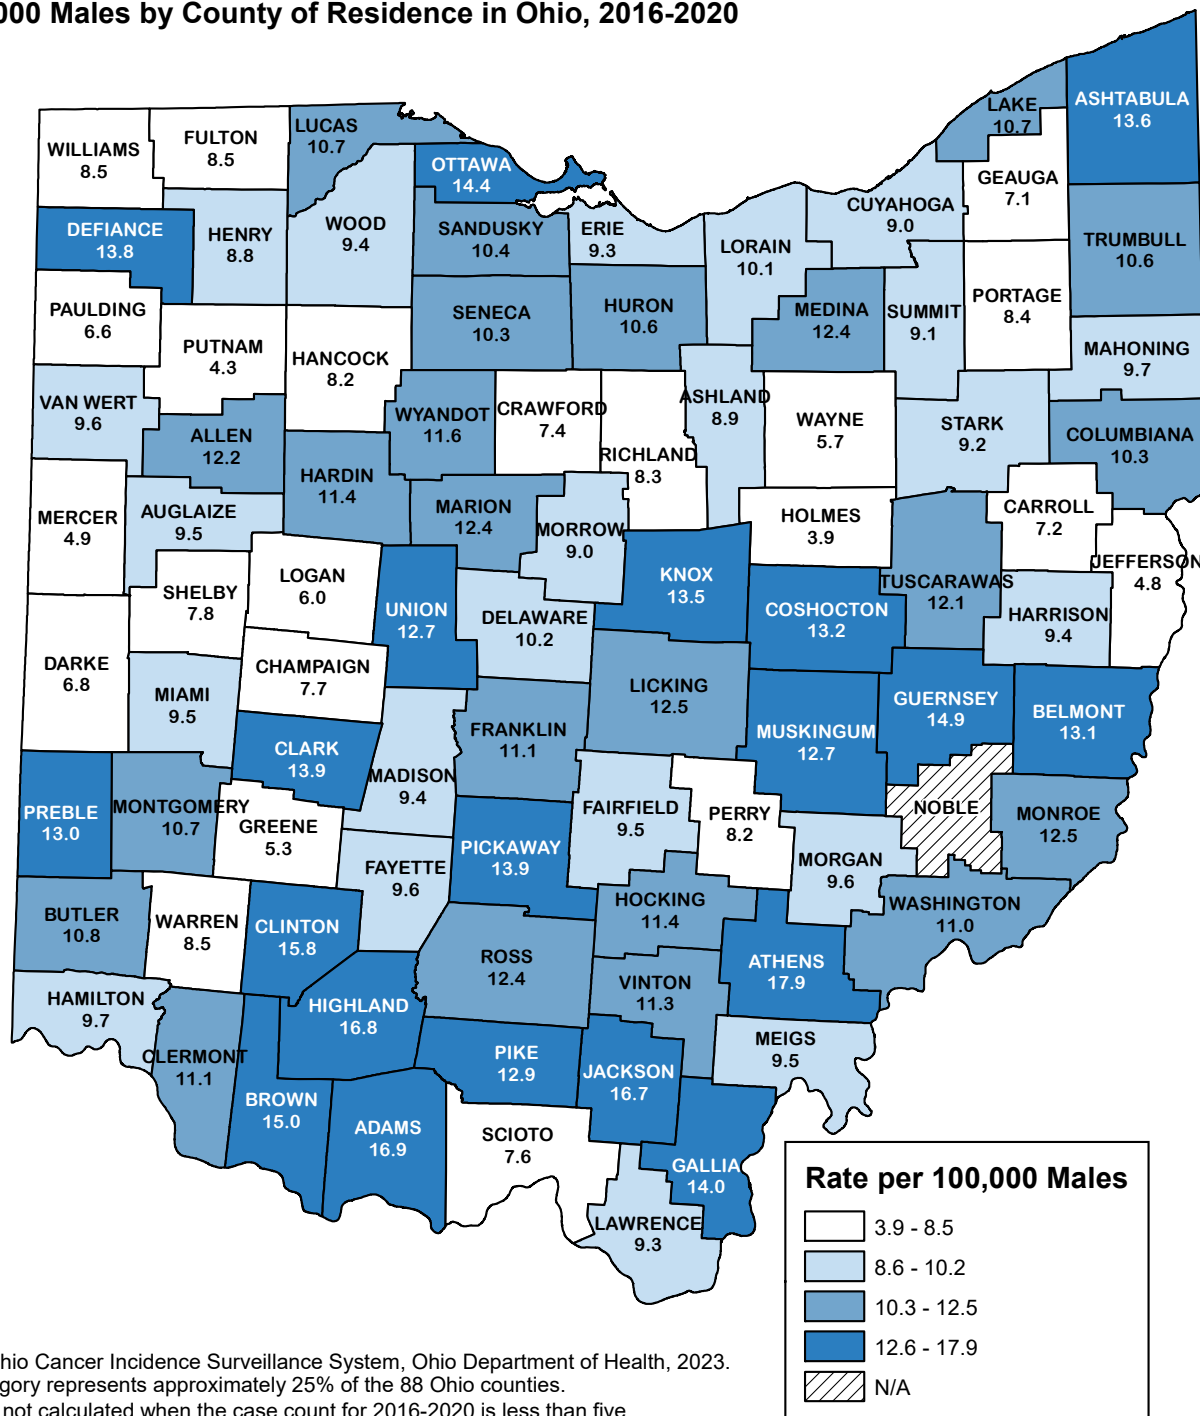 000 Males by County of Residence in Ohio, 2016-2020
WILLIAMS
8.5
FULTON
8.5
LUCAS
10.7
OTTAWA
14.4
LAKE
10.7
ASHTABULA
13.6
GEAUGA
7.1
CUYAHOGA
9.0
DEFIANCE
13.8
HENRY
8.8
WOOD
9.4
SANDUSKY
10.4
ERIE
9.3
LORAIN
10.1
TRUMBULL
10.6
PAULDING
6.6
PUTNAM
4.3
HANCOCK
8.2
SENECA
10.3
HURON
10.6
MEDINA
12.4
SUMMIT
9.1
PORTAGE
8.4
MAHONING
9.7
VAN WERT
9.6
ALLEN
12.2
WYANDOT
11.6
CRAWFORD
7.4
RICHLAND
8.3
ASHLAND
8.9
WAYNE
5.7
STARK
9.2
COLUMBIANA
10.3
HARDIN
11.4
MERCER
4.9
AUGLAIZE
9.5
MARION
12.4
MORROW
9.0
HOLMES
3.9
CARROLL
7.2
JEFFERSON
4.8
SHELBY
7.8
LOGAN
6.0
UNION
12.7
DELAWARE
10.2
KNOX
13.5
COSHOCTON
13.2
TUSCARAWAS
12.1
HARRISON
9.4
DARKE
6.8
MIAMI
9.5
CHAMPAIGN
7.7
FRANKLIN
11.1
LICKING
12.5
MUSKINGUM
12.7
GUERNSEY
14.9
BELMONT
13.1
CLARK
13.9
MADISON
9.4
PREBLE
13.0
MONTGOMERY
10.7
GREENE
5.3
FAIRFIELD
9.5
PERRY
8.2
NOBLE
MONROE
12.5
FAYETTE
9.6
PICKAWAY
13.9
MORGAN
9.6
HOCKING
11.4
WASHINGTON
11.0
BUTLER
10.8
WARREN
8.5
CLINTON
15.8
ROSS
12.4
VINTON
11.3
ATHENS
17.9
HAMILTON
9.7
HIGHLAND
16.8
CLERMONT
11.1
PIKE
12.9
JACKSON
16.7
MEIGS
9.5
BROWN
15.0
ADAMS
16.9
SCIOTO
7.6
GALLIA
14.0
LAWRENCE
9.3
Rate per 100,000 Males
3.9 - 8.5
8.6 - 10.2
10.3 - 12.5
12.6 - 17.9
N/A
hio Cancer Incidence Surveillance System, Ohio Department of Health, 2023.
gory represents approximately 25% of the 88 Ohio counties.
not calculated when the case count for 2016-2020 is less than five